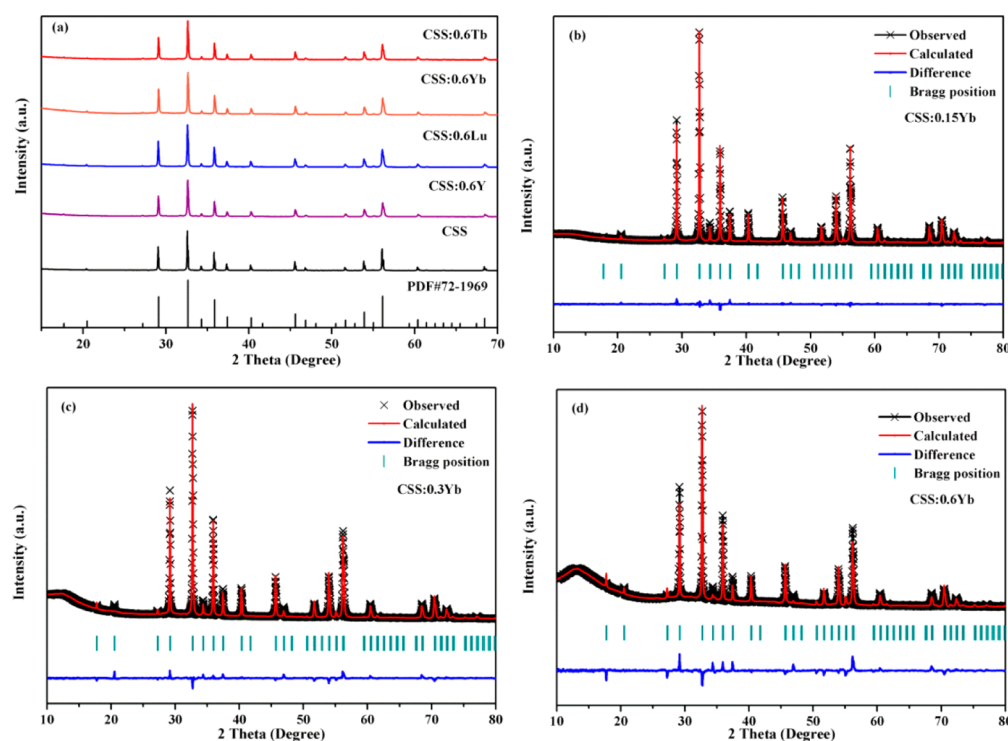 (a)
CSS:0.6Tb
CSS:0.6Yb
CSS:0.6Lu
CSS:0.6Y
CSS
PDF#72-1969
Intensity (a.u.)
20 30 40 50 60 70
2 Theta (Degree)
(b)
Observed
Calculated
Difference
Bragg position
CSS:0.15Yb
Intensity (a.u.)
10 20 30 40 50 60 70 80
2 Theta (Degree)
(c)
Observed
Calculated
Difference
Bragg position
CSS:0.3Yb
Intensity (a.u.)
10 20 30 40 50 60 70 80
2 Theta (Degree)
(d)
Observed
Calculated
Difference
Bragg position
CSS:0.6Yb
Intensity (a.u.)
10 20 30 40 50 60 70 80
2 Theta (Degree)